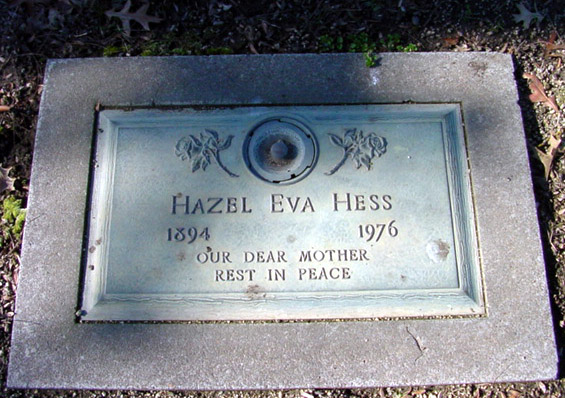 HAZEL EVA HESS
1894 1976
OUR DEAR MOTHER
REST IN PEACE